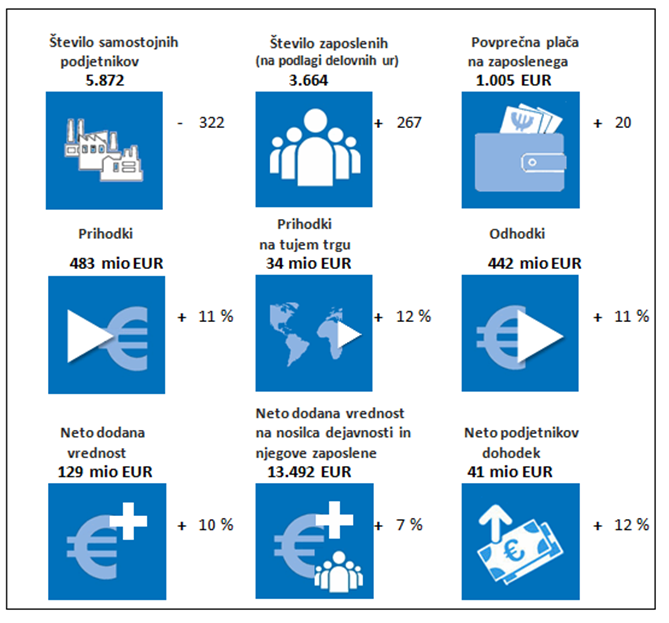 Število samostojnih
podjetnikov
5.872
- 322
Število zaposlenih
(na podlagi delovnih ur)
3.664
+ 267
Povprečna plača
na zaposlenega
1.005 EUR
+ 20
Prihodki
483 mio EUR
+ 11 %
Prihodki
na tujem trgu
34 mio EUR
+ 12 %
Odhodki
442 mio EUR
+ 11 %
Neto dodana
vrednost
129 mio EUR
+ 10 %
Neto dodana vrednost
na nosilca dejavnosti in
njegove zaposlene
13.492 EUR
+ 7 %
Neto podjetnikov
dohodek
41 mio EUR
+ 12 %